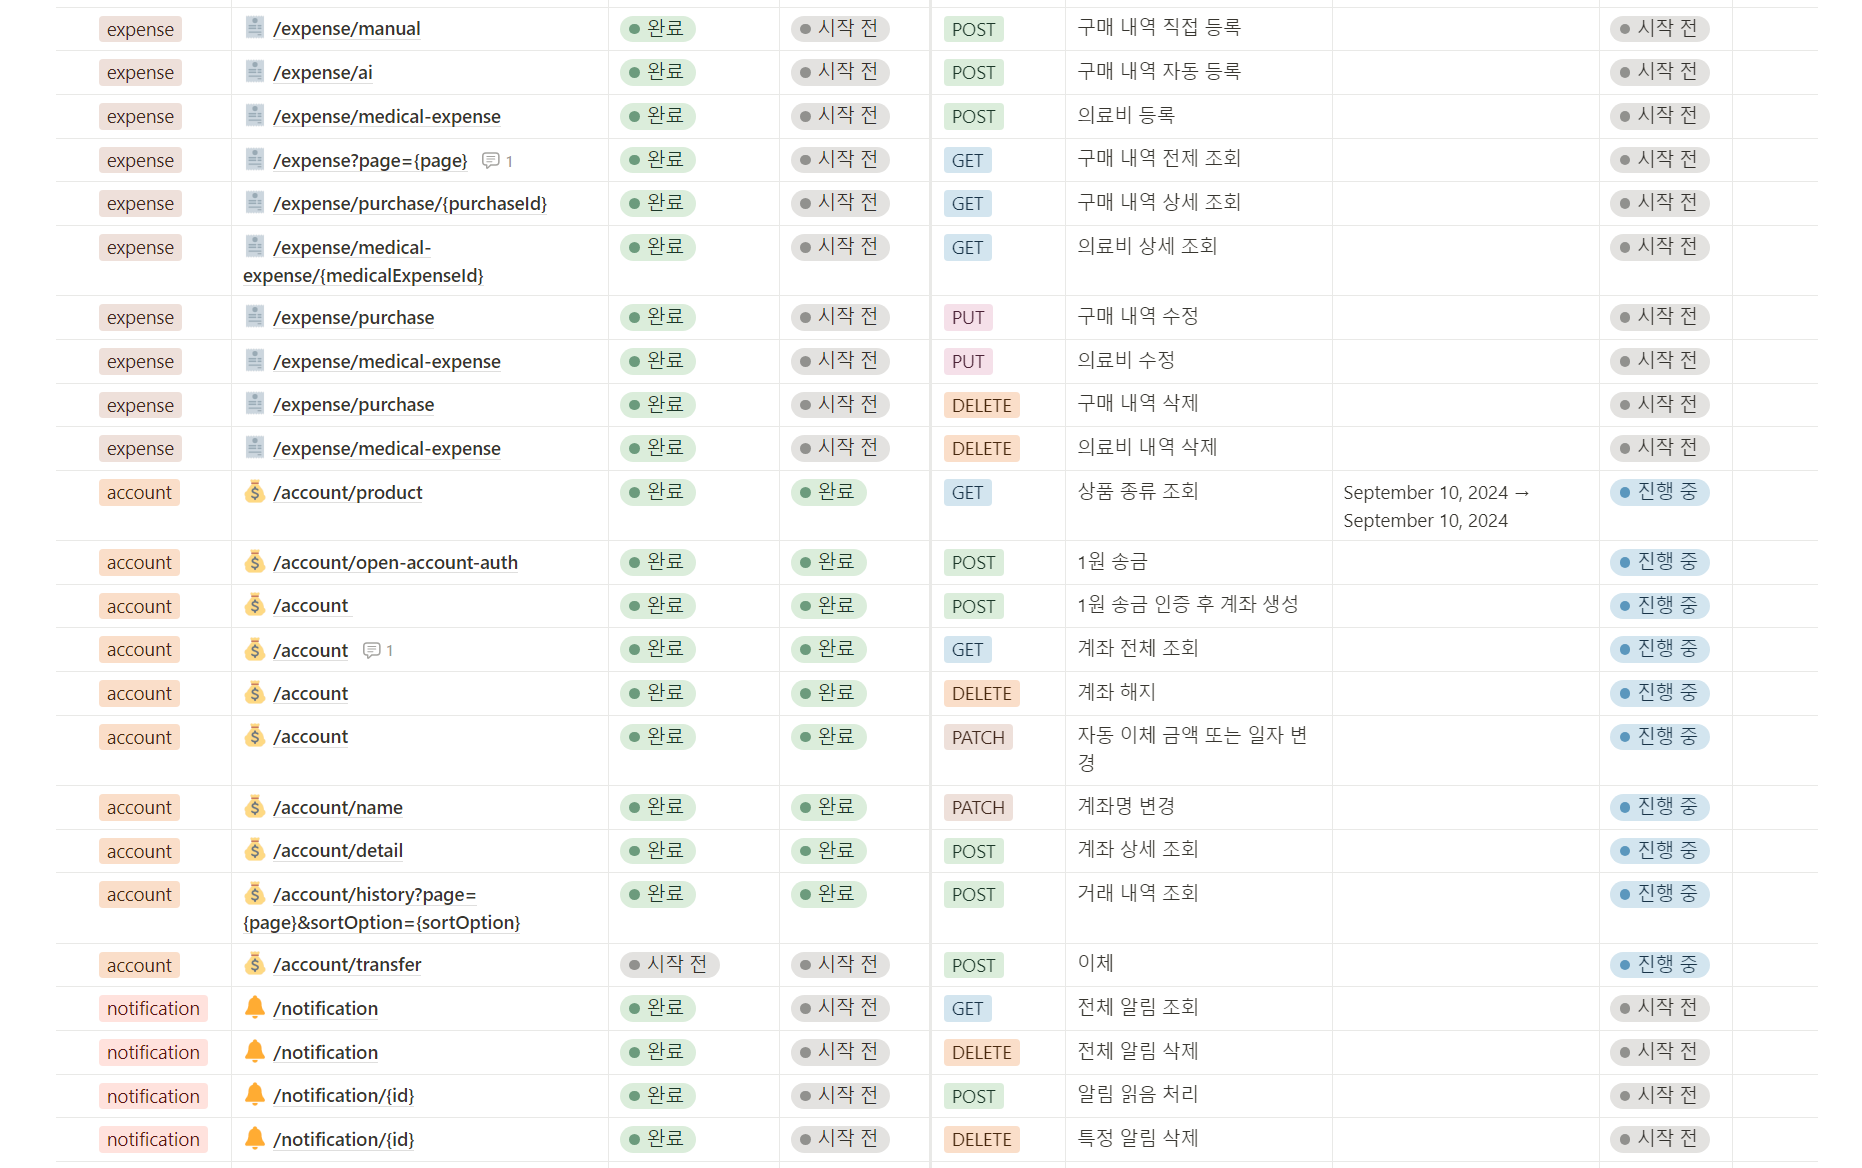 expense /expense/manual 완료 시작 전 POST 구매 내역 직접 등록 시작 전
expense /expense/ai 완료 시작 전 POST 구매 내역 자동 등록 시작 전
expense /expense/medical-expense 완료 시작 전 POST 의료비 등록 시작 전
expense /expense?page={page} 1 완료 시작 전 GET 구매 내역 전제 조회 시작 전
expense /expense/purchase/{purchaseId} 완료 시작 전 GET 구매 내역 상세 조회 시작 전
expense /expense/medical- 완료 시작 전 GET 의료비 상세 조회 시작 전
expense/{medicalExpenseId}
expense /expense/purchase 완료 시작 전 PUT 구매 내역 수정 시작 전
expense /expense/medical-expense 완료 시작 전 PUT 의료비 수정 시작 전
expense /expense/purchase 완료 시작 전 DELETE 구매 내역 삭제 시작 전
expense /expense/medical-expense 완료 시작 전 DELETE 의료비 내역 삭제 시작 전
account /account/product 완료 완료 GET 상품 종류 조회 September 10, 2024 → 진행 중
September 10, 2024
account /account/open-account-auth 완료 완료 POST 1원 송금 진행 중
account /account 완료 완료 POST 1원 송금 인증 후 계좌 생성 진행 중
account /account 1 완료 완료 GET 계좌 전체 조회 진행 중
account /account 완료 완료 DELETE 계좌 해지 진행 중
account /account 완료 완료 PATCH 자동 이체 금액 또는 일자 변 진행 중
경
account /account/name 완료 완료 PATCH 계좌명 변경 진행 중
account /account/detail 완료 완료 POST 계좌 상세 조회 진행 중
account /account/history?page= 완료 완료 POST 거래 내역 조회 진행 중
{page}&sortOption={sortOption}
account /account/transfer 시작 전 시작 전 POST 이체 진행 중
notification /notification 완료 시작 전 GET 전체 알림 조회 시작 전
notification /notification 완료 시작 전 DELETE 전체 알림 삭제 시작 전
notification /notification/{id} 완료 시작 전 POST 알림 읽음 처리 시작 전
notification /notification/{id} 완료 시작 전 DELETE 특정 알림 삭제 시작 전